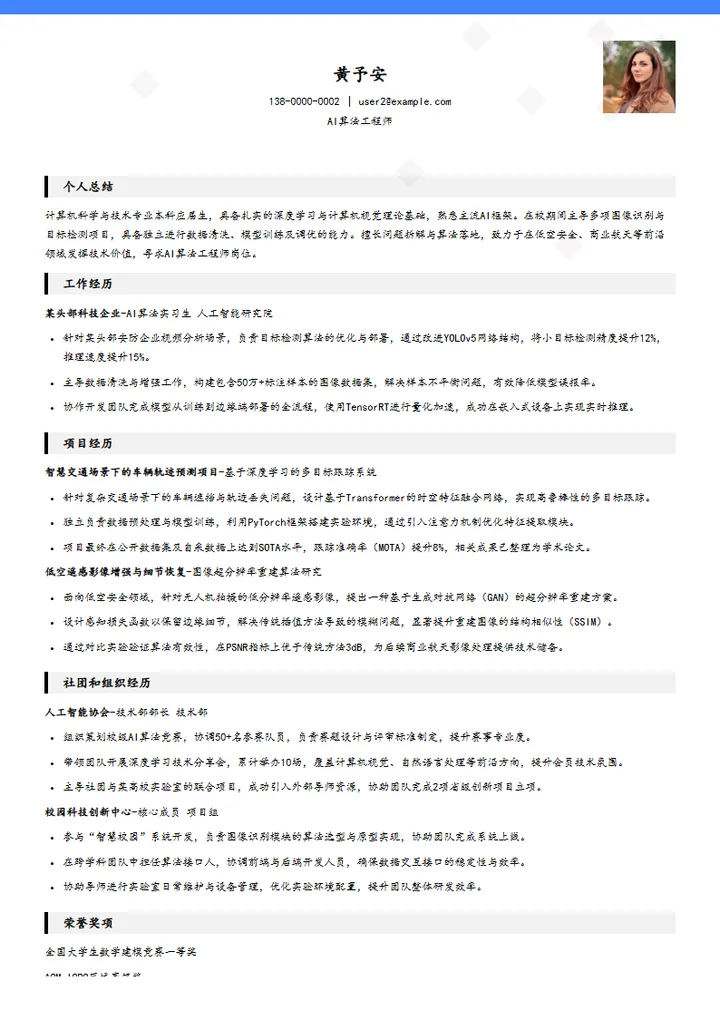 黄予安
138-0000-0002 | user2@example.com
AI算法工程师
个人总结
计算机科学与技术专业本科应届生，具备扎实的深度学习与计算机视觉理论基础，熟悉主流AI框架。在校期间主导多项图像识别与
目标检测项目，具备独立进行数据清洗、模型训练及调优的能力。擅长问题拆解与算法落地，致力于在低空安全、商业航天等前沿
领域发挥技术价值，寻求AI算法工程师岗位。
工作经历
某头部科技企业-AI算法实习生 人工智能研究院
• 针对某头部安防企业视频分析场景，负责目标检测算法的优化与部署，通过改进YOLOv5网络结构，将小目标检测精度提升12%，
推理速度提升15%。
• 主导数据清洗与增强工作，构建包含50万+标注样本的图像数据集，解决样本不平衡问题，有效降低模型误报率。
• 协作开发团队完成模型从训练到边缘端部署的全流程，使用TensorRT进行量化加速，成功在嵌入式设备上实现实时推理。
项目经历
智慧交通场景下的车辆轨迹预测项目-基于深度学习的多目标跟踪系统
• 针对复杂交通场景下的车辆遮挡与轨迹丢失问题，设计基于Transformer的时空特征融合网络，实现高鲁棒性的多目标跟踪。
• 独立负责数据预处理与模型训练，利用PyTorch框架搭建实验环境，通过引入注意力机制优化特征提取模块。
• 项目最终在公开数据集及自采数据上达到SOTA水平，跟踪准确率（MOTA）提升8%，相关成果已整理为学术论文。
低空遥感影像增强与细节恢复-图像超分辨率重建算法研究
• 面向低空安全领域，针对无人机拍摄的低分辨率遥感影像，提出一种基于生成对抗网络（GAN）的超分辨率重建方案。
• 设计感知损失函数以保留边缘细节，解决传统插值方法导致的模糊问题，显著提升重建图像的结构相似性（SSIM）。
• 通过对比实验验证算法有效性，在PSNR指标上优于传统方法3dB，为后续商业航天影像处理提供技术储备。
社团和组织经历
人工智能协会-技术部部长 技术部
• 组织策划校级AI算法竞赛，协调50+名参赛队员，负责赛题设计与评审标准制定，提升赛事专业度。
• 带领团队开展深度学习技术分享会，累计举办10场，覆盖计算机视觉、自然语言处理等前沿方向，提升会员技术氛围。
• 主导社团与某高校实验室的联合项目，成功引入外部导师资源，协助团队完成2项省级创新项目立项。
校园科技创新中心-核心成员 项目组
• 参与“智慧校园”系统开发，负责图像识别模块的算法选型与原型实现，协助团队完成系统上线。
• 在跨学科团队中担任算法接口人，协调前端与后端开发人员，确保数据交互接口的稳定性与效率。
• 协助导师进行实验室日常维护与设备管理，优化实验环境配置，提升团队整体研发效率。
荣誉奖项
全国大学生数学建模竞赛一等奖